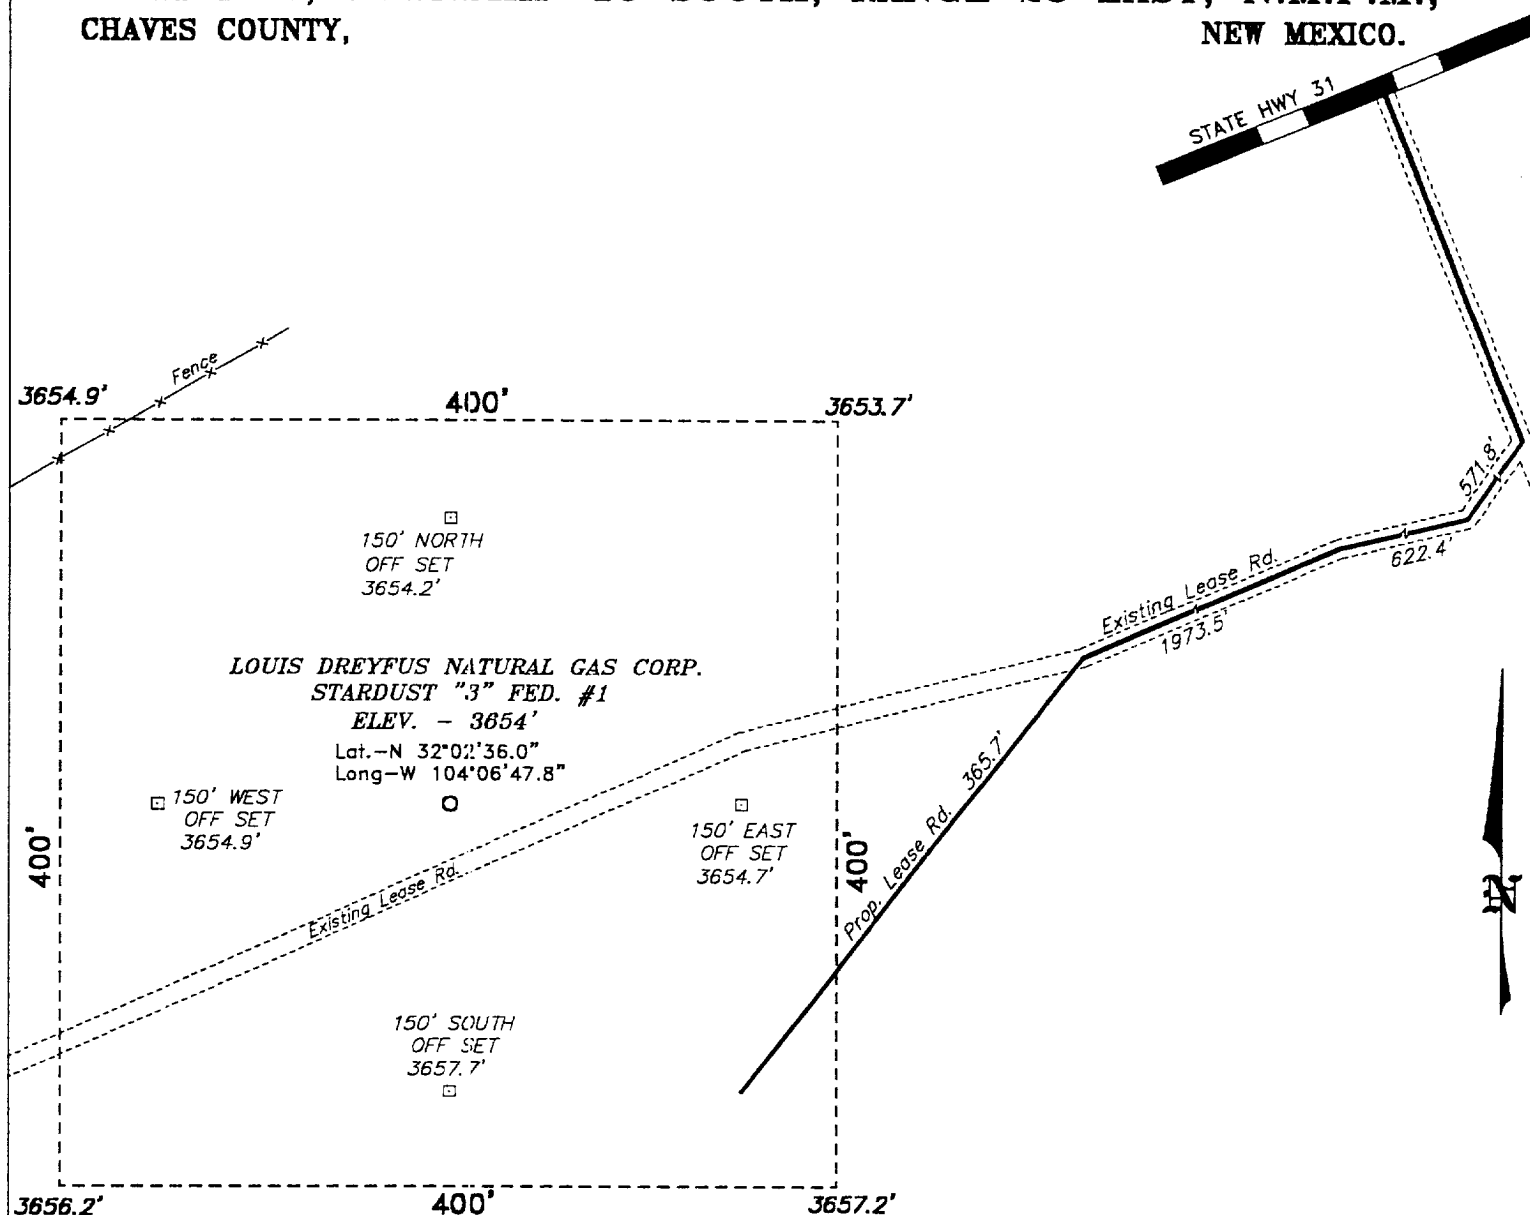 SOUTH, RANGE EAST, N.M.P.M.,
CHAVES COUNTY, NEW MEXICO.
STATE HWY 31
Fence
3654.9'
400'
3653.7'
571.8'
150' NORTH
OFF SET
3654.2'
622.4'
Existing Lease Rd.
1973.5'
LOUIS DREYFUS NATURAL GAS CORP.
STARDUST "3" FED. #1
ELEV. - 3654'
Lat.-N 32°02'36.0"
Long-W 104°06'47.8"
150' WEST
OFF SET
3654.9'
150' EAST
OFF SET
3654.7'
400'
400'
Prop. Lease Rd. 365.7'
Existing Lease Rd.
N
150' SOUTH
OFF SET
3657.7'
3656.2'
400'
3657.2'